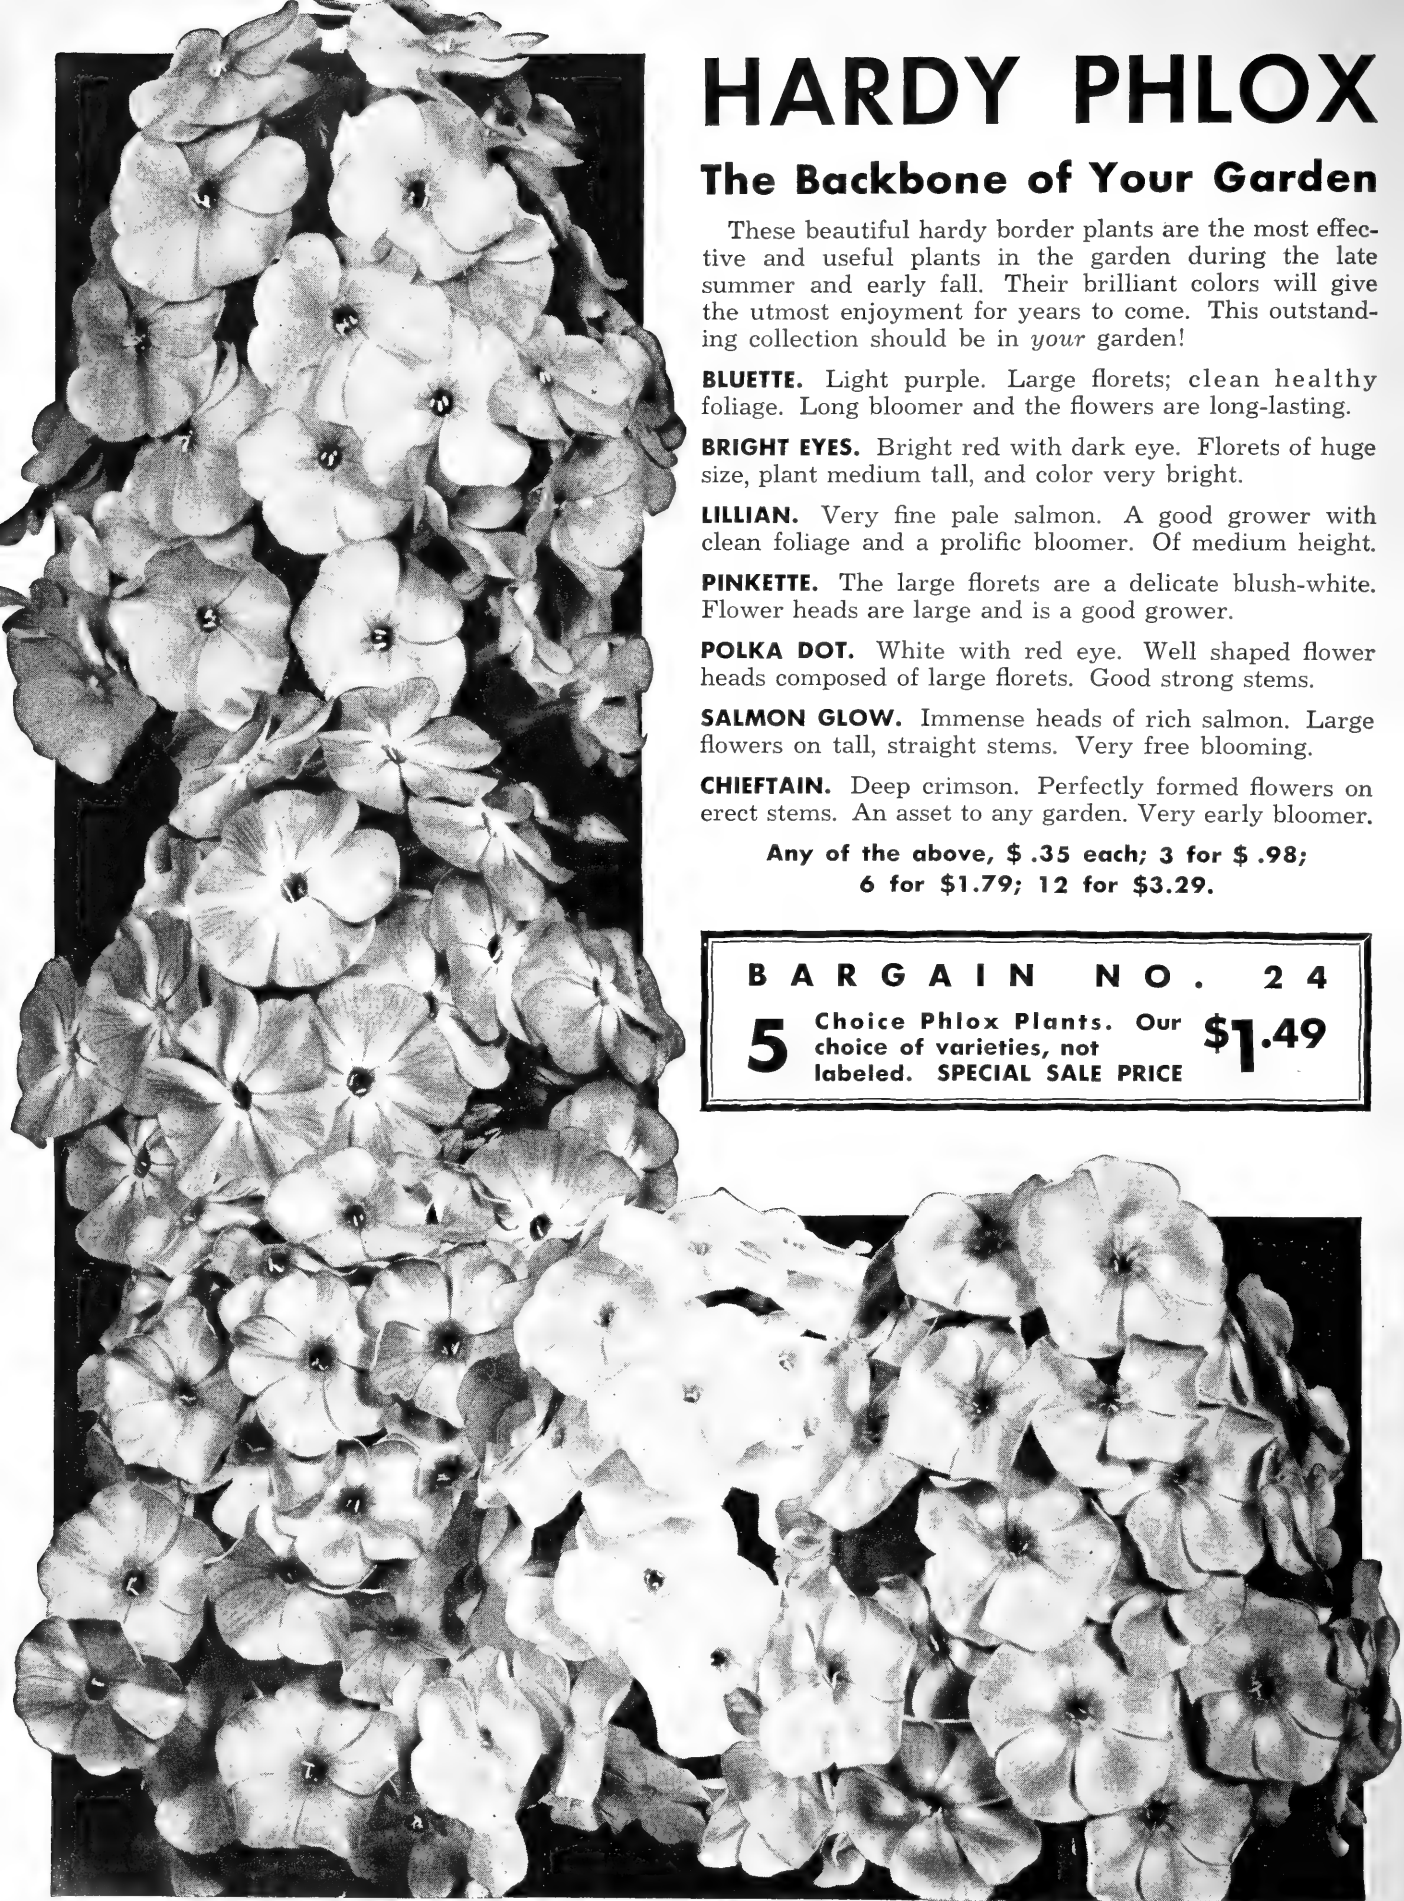 HARDY PHLOX
The Backbone of Your Garden
These beautiful hardy border plants are the most effec-
tive and useful plants in the garden during the late
summer and early fall. Their brilliant colors will give
the utmost enjoyment for years to come. This outstand-
ing collection should be in your garden!
BLUETTE. Light purple. Large florets; clean healthy
foliage. Long bloomer and the flowers are long-lasting.
BRIGHT EYES. Bright red with dark eye. Florets of huge
size, plant medium tall, and color very bright.
LILLIAN. Very fine pale salmon. A good grower with
clean foliage and a prolific bloomer. Of medium height.
PINKETTE. The large florets are a delicate blush-white.
Flower heads are large and is a good grower.
POLKA DOT. White with red eye. Well shaped flower
heads composed of large florets. Good strong stems.
SALMON GLOW. Immense heads of rich salmon. Large
flowers on tall, straight stems. Very free blooming.
CHIEFTAIN. Deep crimson. Perfectly formed flowers on
erect stems. An asset to any garden. Very early bloomer.
Any of the above, $ .35 each; 3 for $ .98;
6 for $1.79; 12 for $3.29.
BARGAIN NO. 24
5 Choice Phlox Plants. Our
choice of varieties, not
labeled. SPECIAL SALE PRICE $1.49